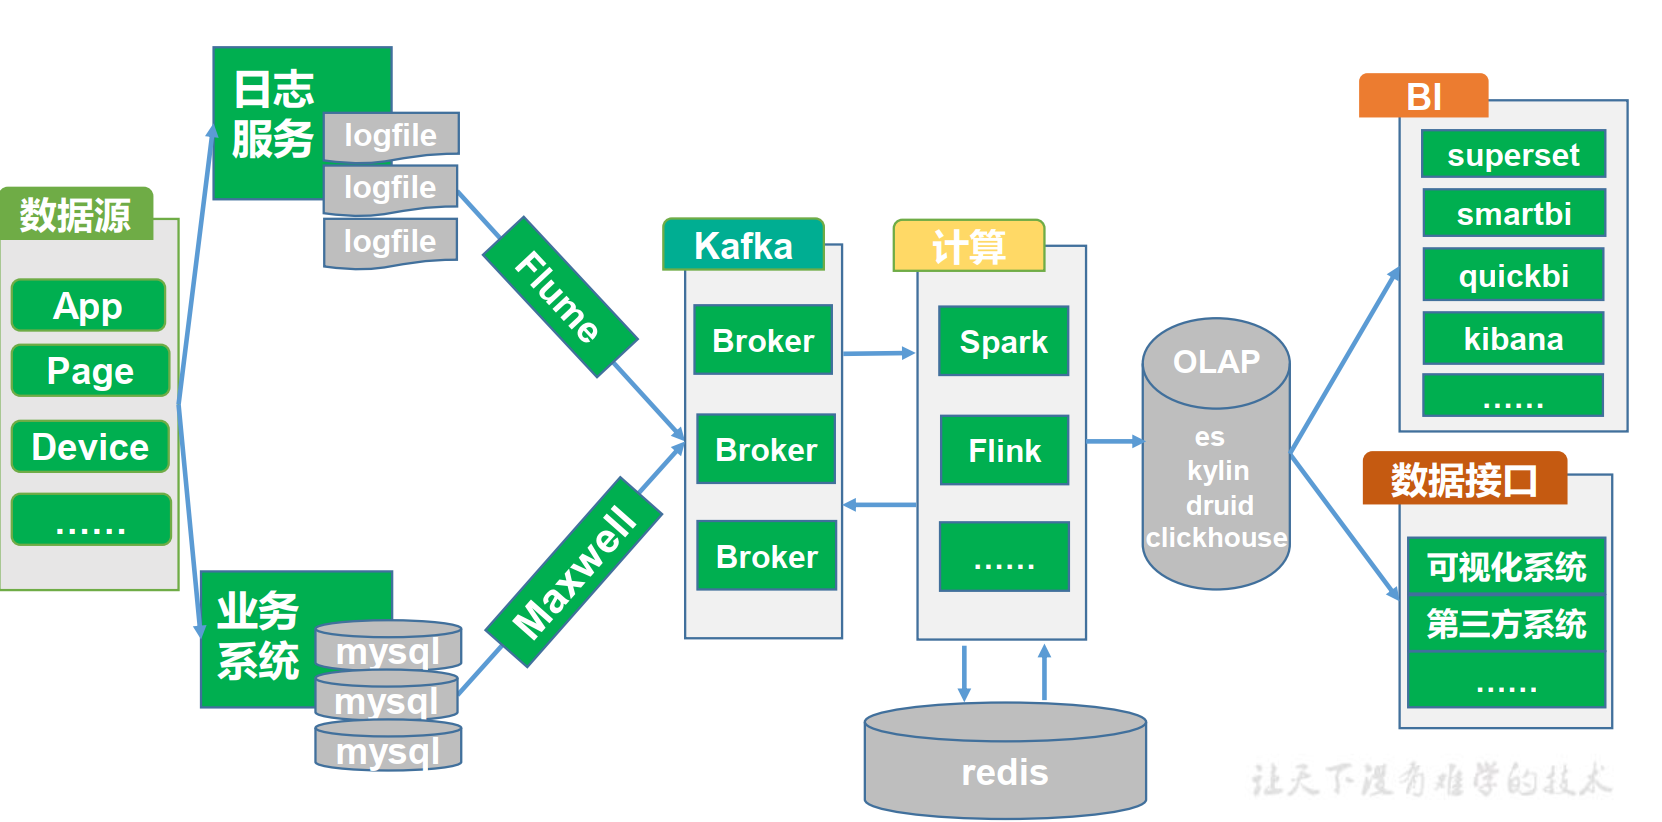 数据源
App
Page
Device
……
日志
服务
logfile
logfile
logfile
业务
系统
mysql
mysql
mysql
Flume
Maxwell
Kafka
Broker
Broker
Broker
计算
Spark
Flink
……
redis
OLAP
es
kylin
druid
clickhouse
BI
superset
smartbi
quickbi
kibana
……
数据接口
可视化系统
第三方系统
……
让天下没有难学的技术